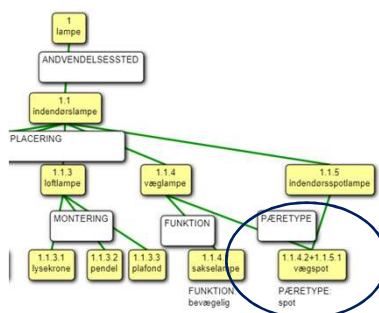 1
lampe
ANDVENDELSESSTED
1.1
indendørslampe
PLACERING
1.1.3
loftlampe
1.1.4
væglampe
1.1.5
indendørsspotlampe
MONTERING
FUNKTION
PÆRETYPE
1.1.3.1
lysekrone
1.1.3.2
pendel
1.1.3.3
plafond
1.1.4
sakselampe
1.1.4.2+1.1.5.1
vægspot
FUNKTION:
bevægelig
PÆRETYPE:
spot